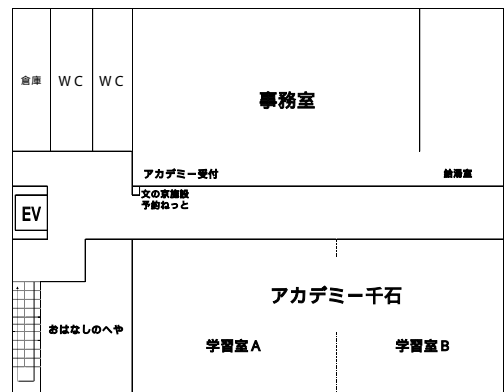 倉庫
WC
WC
事務室
アカデミー受付
給湯室
文の京施設
予約ねっと
EV
アカデミー千石
おはなしのへや
学習室A
学習室B